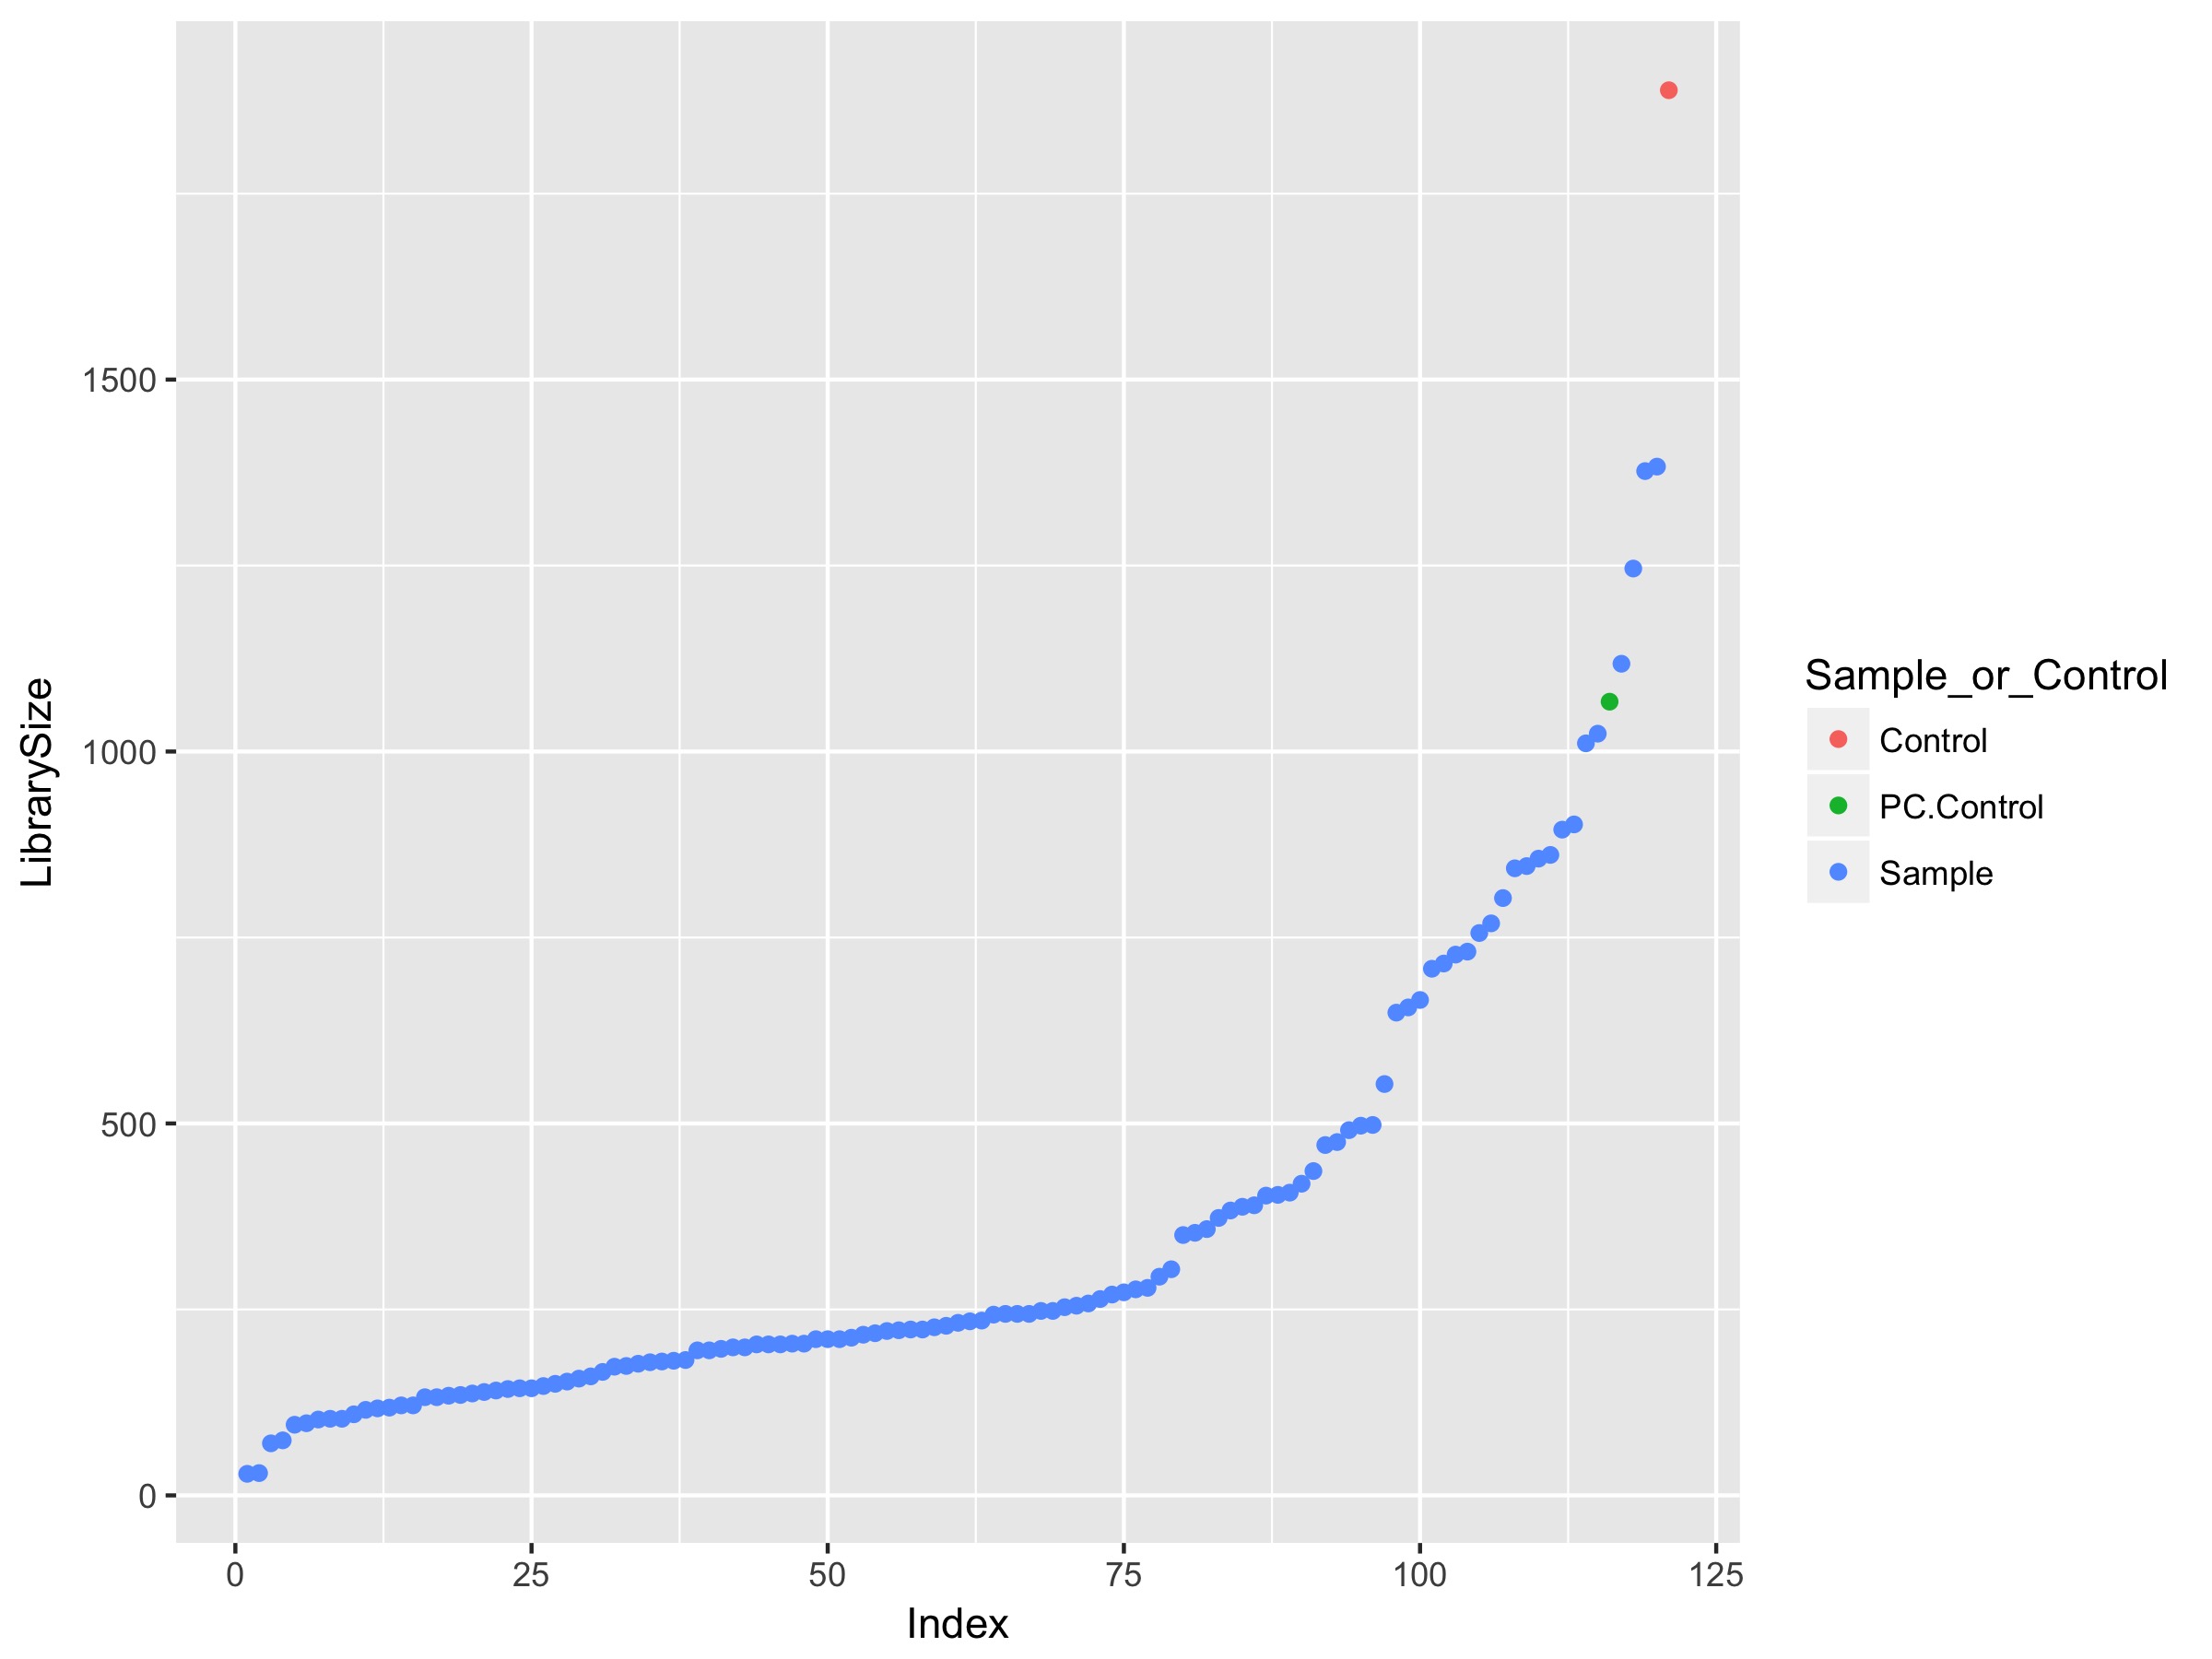 1500
1000
500
0
LibrarySize
0 25 50 75 100 125
Index
Sample_or_Control
Control
PC.Control
Sample